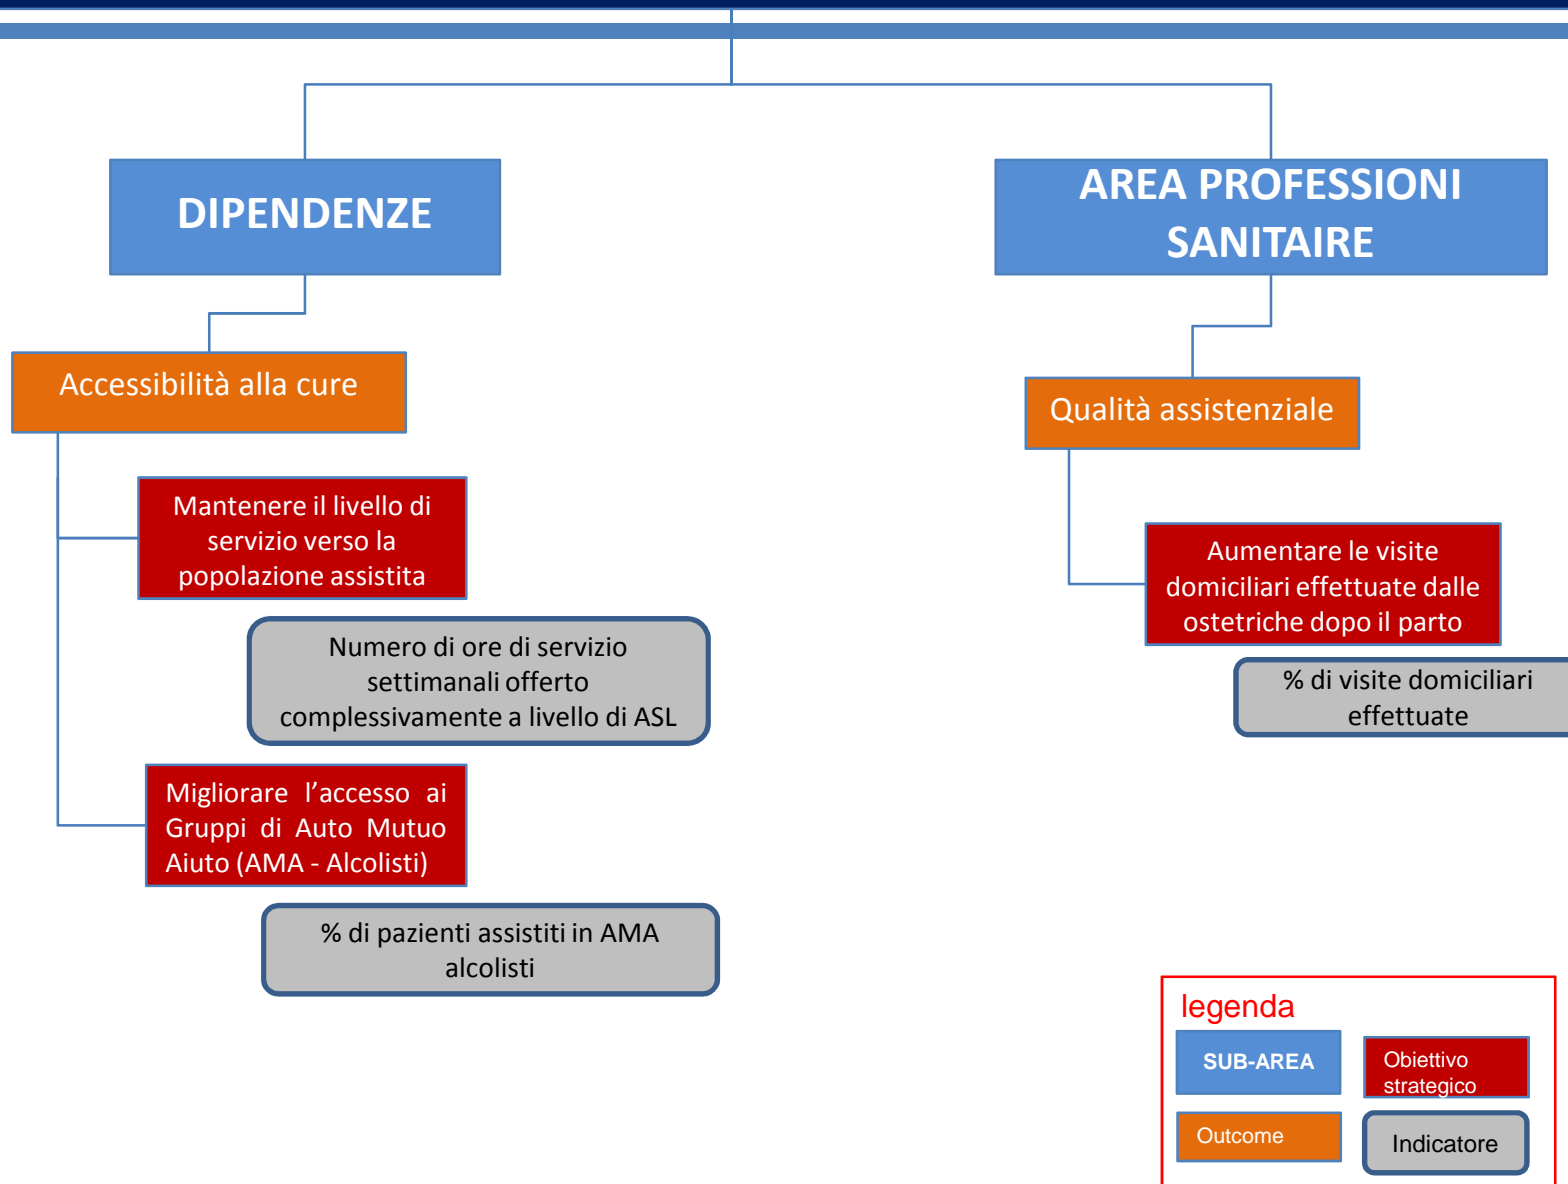 DIPENDENZE
Accessibilità alla cure
Mantenere il livello di
servizio verso la
popolazione assistita
Numero di ore di servizio
settimanali offerto
complessivamente a livello di ASL
Migliorare l’accesso ai
Gruppi di Auto Mutuo
Aiuto (AMA - Alcolisti)
% di pazienti assistiti in AMA
alcolisti
AREA PROFESSIONI
SANITAIRE
Qualità assistenziale
Aumentare le visite
domiciliari effettuate dalle
ostetriche dopo il parto
% di visite domiciliari
effettuate
legenda
SUB-AREA
Obiettivo
strategico
Outcome
Indicatore